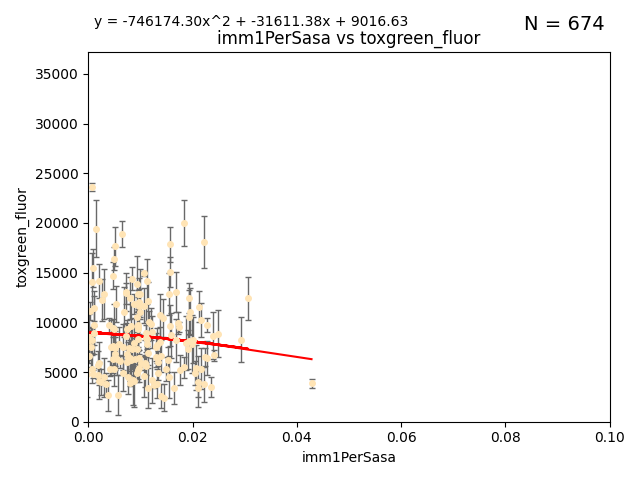 y = -746174.30x^2 + -31611.38x + 9016.63
N = 674
imm1PerSasa vs toxgreen_fluor
35000
30000
25000
20000
15000
10000
5000
0
toxgreen_fluor
0.00 0.02 0.04 0.06 0.08 0.10
imm1PerSasa